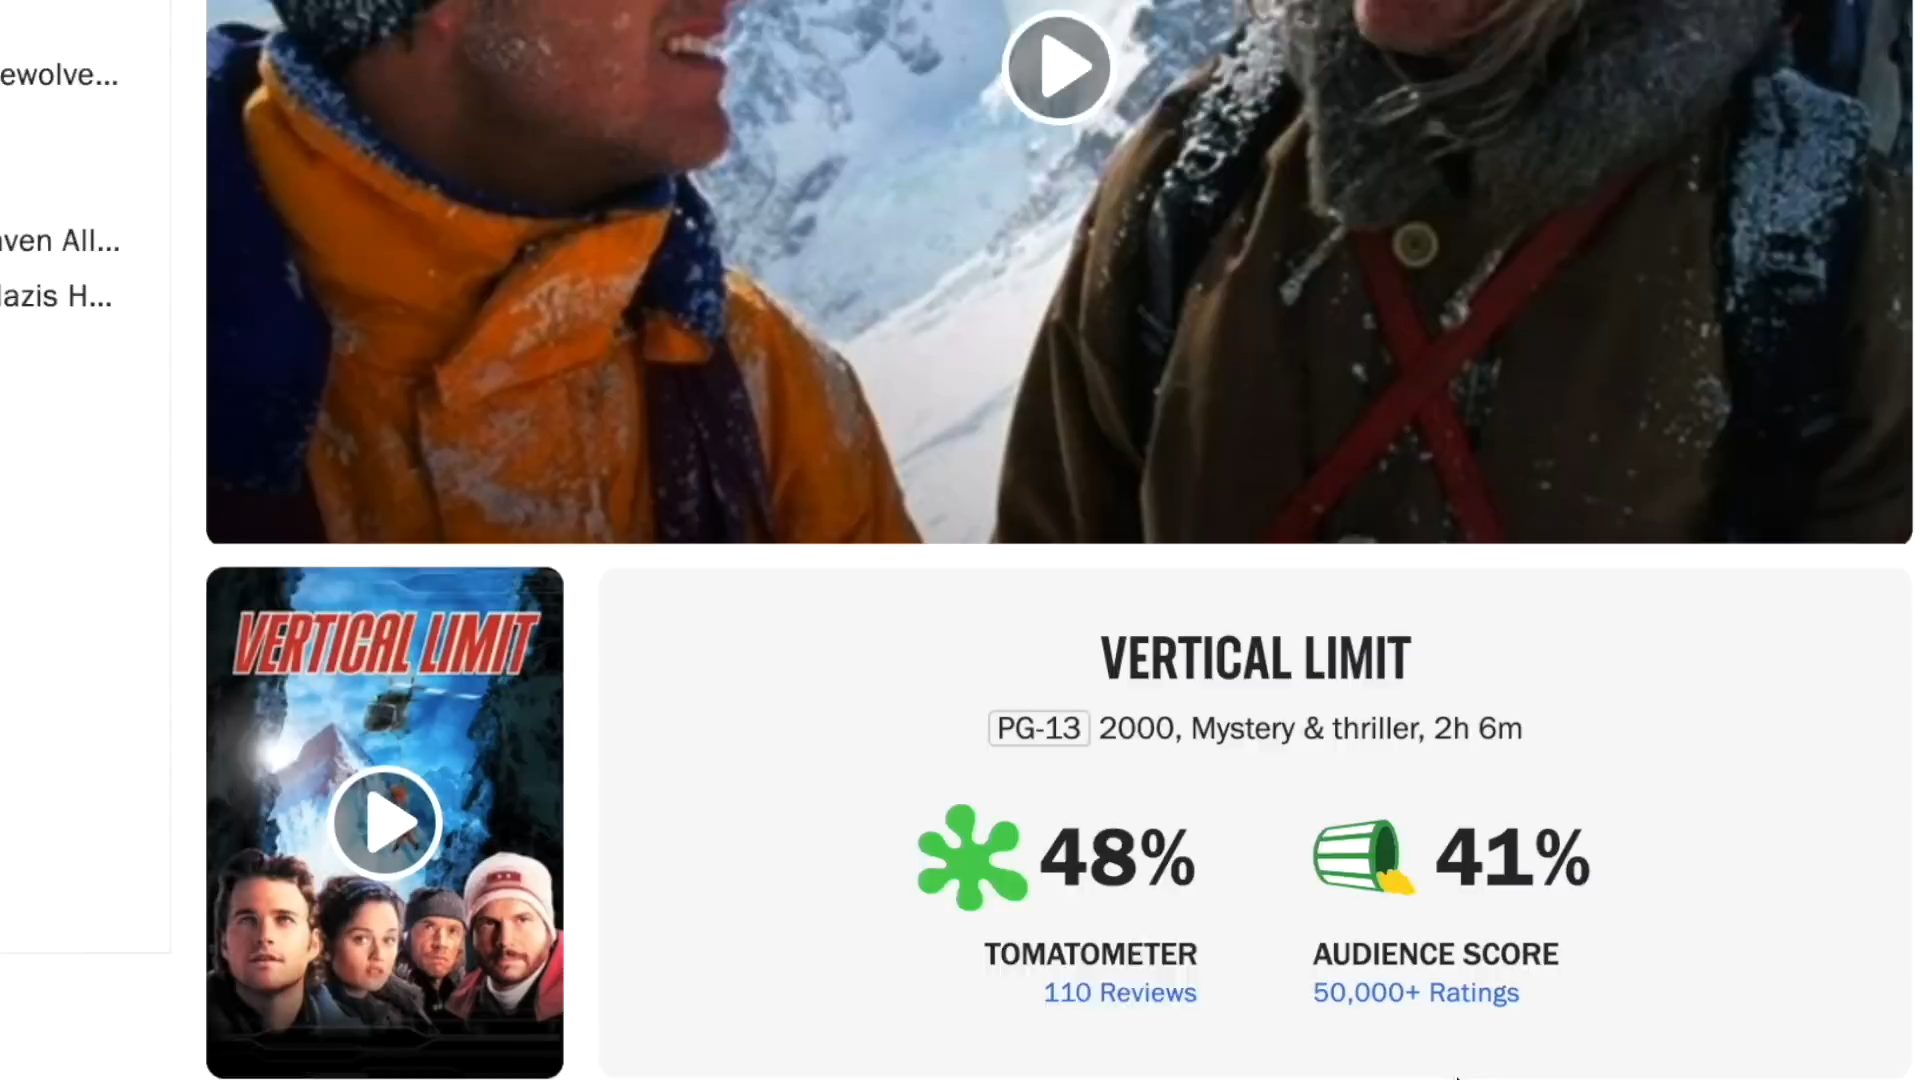 ewolve...
ven All...
azis H...
VERTICAL LIMIT
VERTICAL LIMIT
PG-13 2000, Mystery & thriller, 2h 6m
48%
41%
TOMATOMETER
AUDIENCE SCORE
110 Reviews
50,000+ Ratings